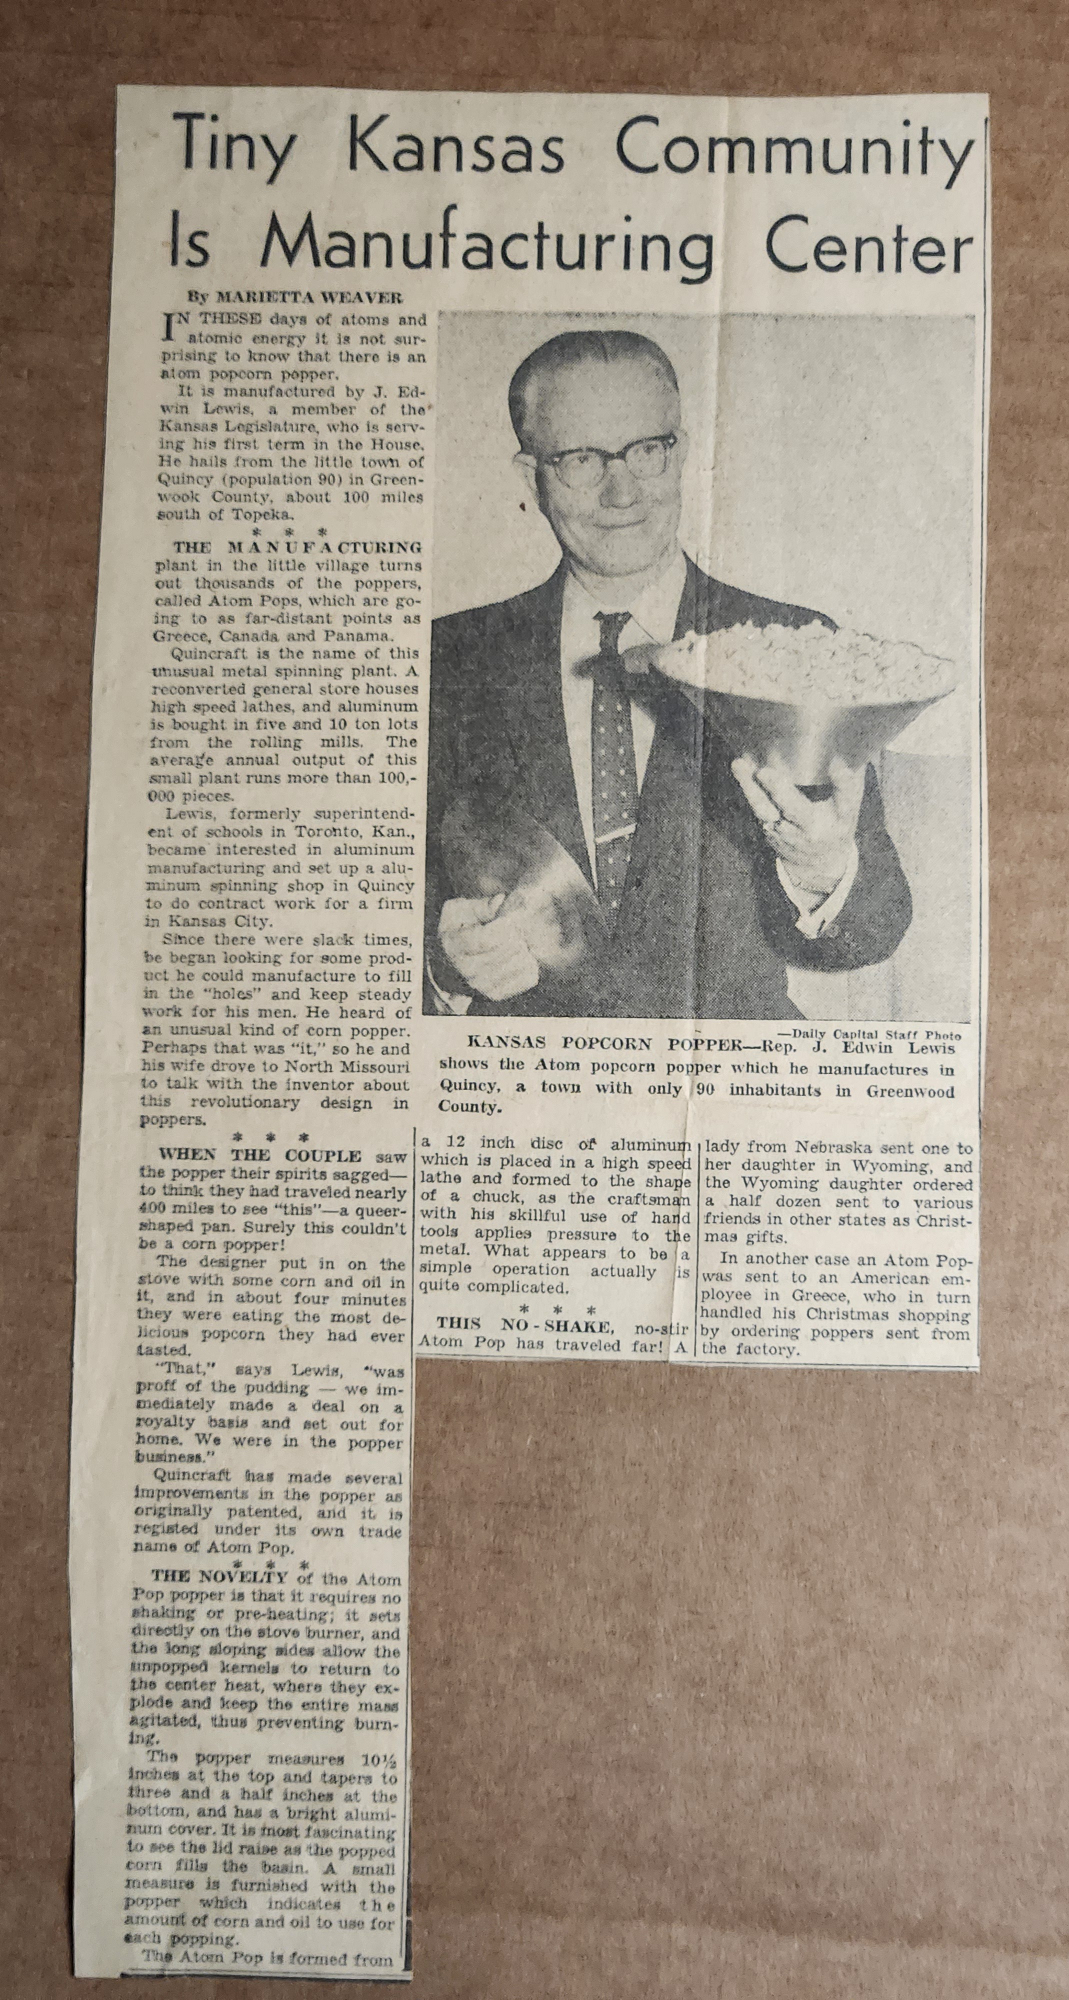 Tiny Kansas Community
Is Manufacturing Center
By MARIETTA WEAVER
IN THESE days of atoms and
atomic energy it is not sur-
prising to know that there is an
atom popcorn popper.
It is manufactured by J. Ed-
win Lewis, a member of the
Kansas Legislature, who is serv-
ing his first term in the House.
He hails from the little town of
Quincy (population 90) in Green-
wook County, about 100 miles
south of Topeka.
* * *
THE MANUFACTURING
plant in the little village turns
out thousands of the poppers,
called Atom Pops, which are go-
ing to as far-distant points as
Greece, Canada and Panama.
Quincraft is the name of this
unusual metal spinning plant. A
reconverted general store houses
high speed lathes, and aluminum
is bought in five and 10 ton lots
from the rolling mills. The
average annual output of this
small plant runs more than 100,-
000 pieces.
Lewis, formerly superintend-
ent of schools in Toronto, Kan.,
became interested in aluminum
manufacturing and set up a alu-
minum spinning shop in Quincy
to do contract work for a firm
in Kansas City.
Since there were slack times,
be began looking for some prod-
uct he could manufacture to fill
in the "holes" and keep steady
work for his men. He heard of
an unusual kind of corn popper.
Perhaps that was "it," so he and
his wife drove to North Missouri
to talk with the inventor about
this revolutionary design in
poppers.
* * *
WHEN THE COUPLE saw
the popper their spirits sagged—
to think they had traveled nearly
400 miles to see "this"—a queer-
shaped pan. Surely this couldn't
be a corn popper!
The designer put in on the
stove with some corn and oil in
it, and in about four minutes
they were eating the most de-
licious popcorn they had ever
tasted.
"That," says Lewis, "was
proff of the pudding — we im-
mediately made a deal on a
royalty basis and set out for
home. We were in the popper
business."
Quincraft has made several
improvements in the popper as
originally patented, and it is
registed under its own trade
name of Atom Pop.
* * *
THE NOVELTY of the Atom
Pop popper is that it requires no
shaking or pre-heating; it sets
directly on the stove burner, and
the long sloping sides allow the
unpopped kernels to return to
the center heat, where they ex-
plode and keep the entire mass
agitated, thus preventing burn-
ing.
The popper measures 10½
inches at the top and tapers to
three and a half inches at the
bottom, and has a bright alumi-
num cover. It is most fascinating
to see the lid raise as the popped
corn fills the basin. A small
measure is furnished with the
popper which indicates the
amount of corn and oil to use for
each popping.
The Atom Pop is formed from
—Daily Capital Staff Photo
KANSAS POPCORN POPPER—Rep. J. Edwin Lewis
shows the Atom popcorn popper which he manufactures in
Quincy, a town with only 90 inhabitants in Greenwood
County.
a 12 inch disc of aluminum
which is placed in a high speed
lathe and formed to the shape
of a chuck, as the craftsman
with his skillful use of hand
tools applies pressure to the
metal. What appears to be a
simple operation actually is
quite complicated.
* * *
THIS NO-SHAKE, no-stir
Atom Pop has traveled far! A
lady from Nebraska sent one to
her daughter in Wyoming, and
the Wyoming daughter ordered
a half dozen sent to various
friends in other states as Christ-
mas gifts.
In another case an Atom Pop-
was sent to an American em-
ployee in Greece, who in turn
handled his Christmas shopping
by ordering poppers sent from
the factory.